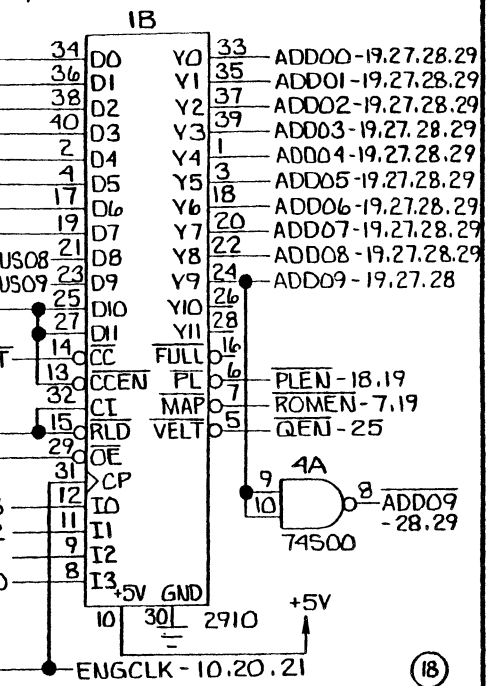 1B
34 D0 Y0 33 ADD00-19.27.28.29
36 D1 Y1 35 ADD01-19.27.28.29
38 D2 Y2 37 ADD02-19.27.28.29
40 D3 Y3 39 ADD03-19.27.28.29
2 D4 Y4 1 ADD04-19.27.28.29
4 D5 Y5 3 ADD05-19.27.28.29
17 D6 Y6 18 ADD06-19.27.28.29
19 D7 Y7 20 ADD07-19.27.28.29
US08 21 D8 Y8 22 ADD08-19.27.28.29
US09 23 D9 Y9 24 ADD09-19.27.28
25 D10 Y10 26
27 D11 Y11 28
T 14 CC FULL 16
13 CCEN PL 6 PLEN-18.19
32 CI MAP 7 ROMEN-7.19
15 RLD VELT 5 QEN-25
29 OE
31 CP
12 I0
11 I1
9 I2
8 I3
4A
9
10
8 ADD09
-28.29
74S00
+5V GND
10 30 2910
+5V
ENGCLK-10.20.21
18